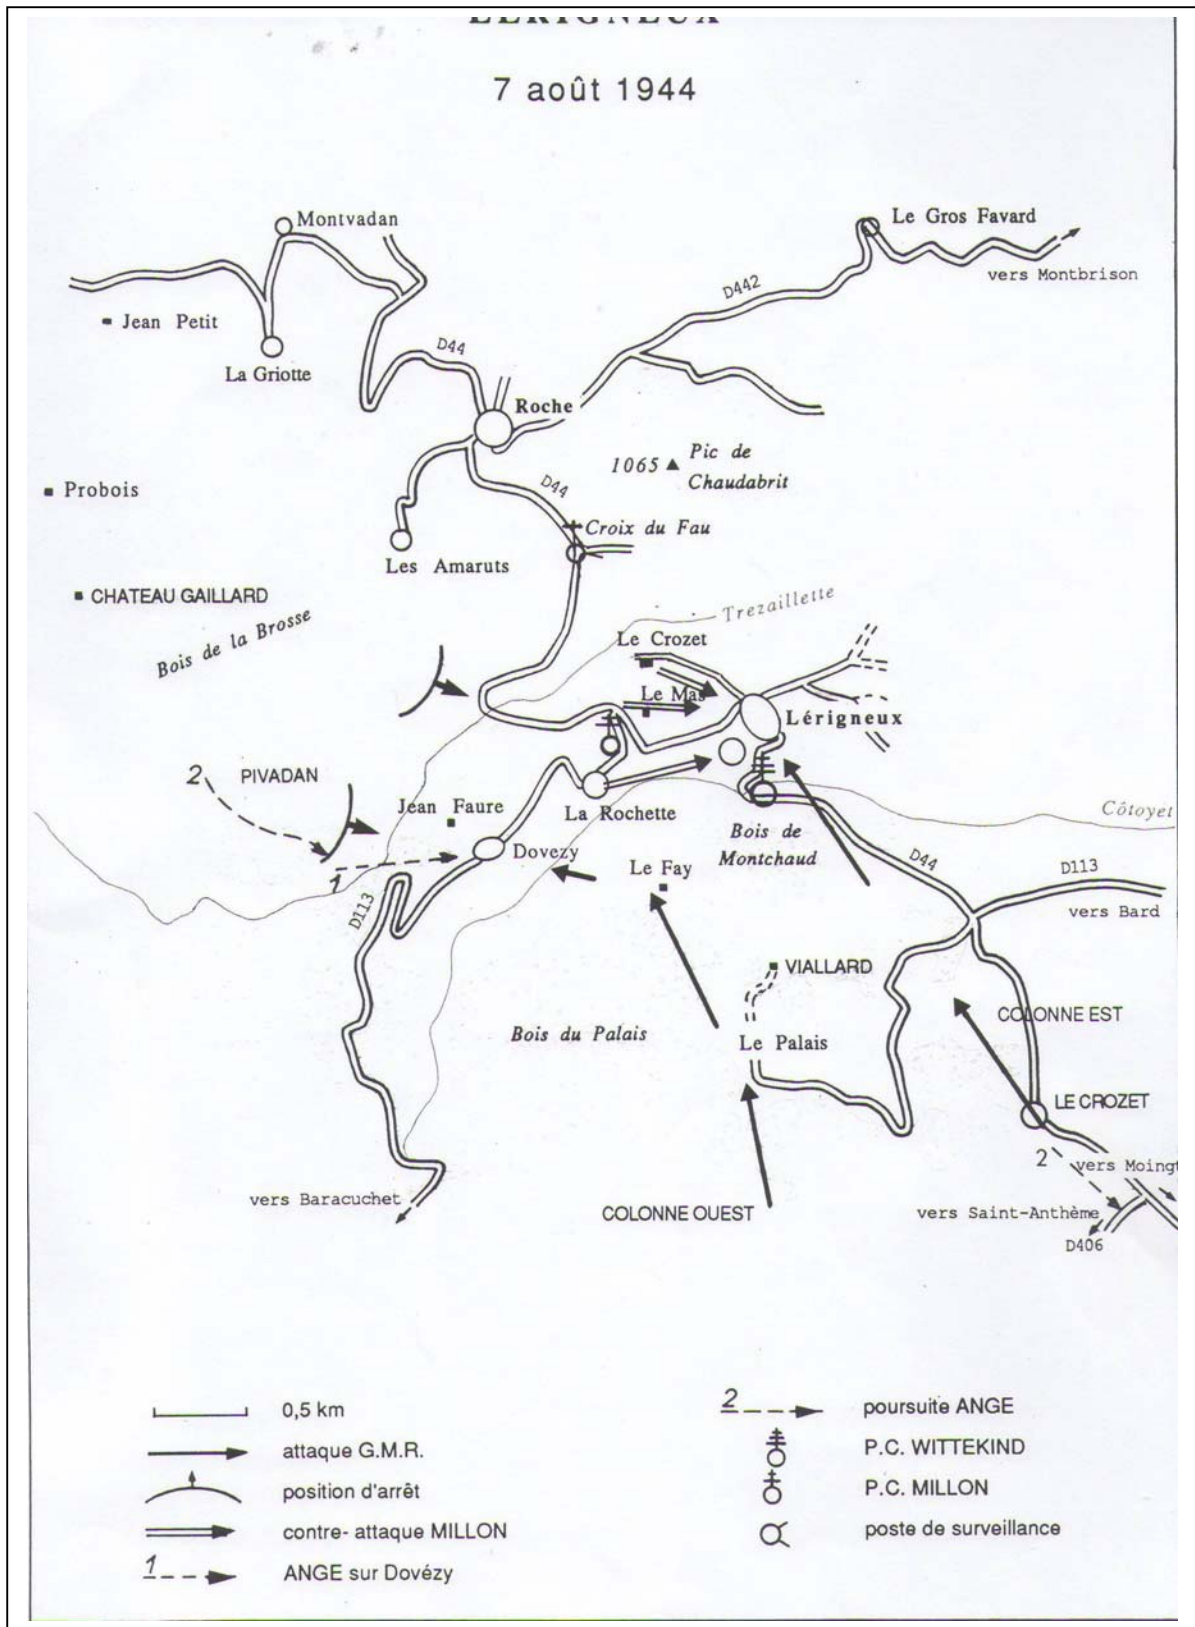 LERIGNEUX
7 août 1944
Montvadan
Le Gros Favard
vers Montbrison
D442
Jean Petit
La Griotte
D44
Roche
1065
Pic de
Chaudabrit
Probois
D44
Croix du Fau
Les Amaruts
CHATEAU GAILLARD
Bois de la Brosse
Trezaillette
Le Crozet
Le Mas
Lérigneux
2
PIVADAN
Jean Faure
La Rochette
Côtoyet
Bois de
Montchaud
Dovezy
D44
1
Le Fay
D113
vers Bard
D113
VIALLARD
COLONNE EST
Bois du Palais
Le Palais
LE CROZET
2
vers Moingt
vers Baracuchet
COLONNE OUEST
vers Saint-Anthème
D406
0,5 km
attaque G.M.R.
position d'arrêt
contre- attaque MILLON
1
ANGE sur Dovézy
2
poursuite ANGE
P.C. WITTEKIND
P.C. MILLON
poste de surveillance